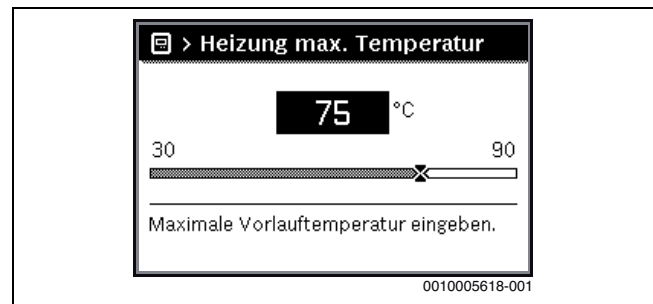 > Heizung max. Temperatur
75 °C
30 90
Maximale Vorlauftemperatur eingeben.
0010005618-001